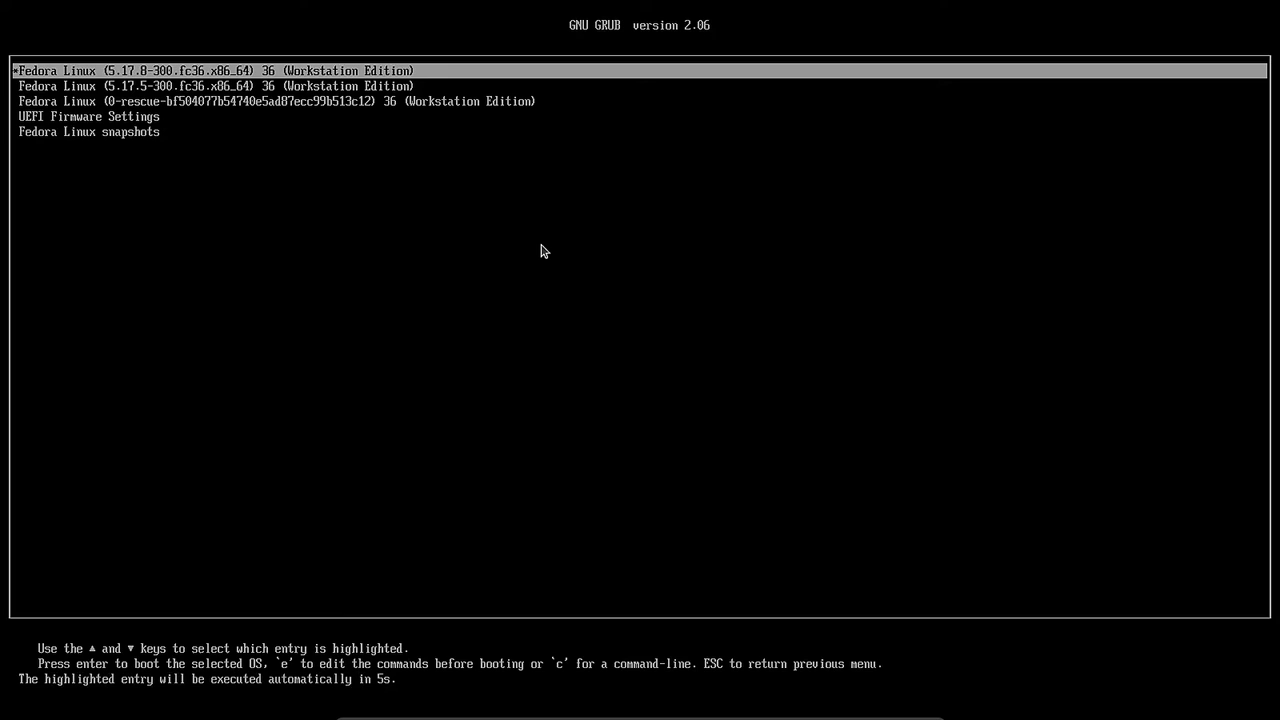 GNU GRUB  version 2.06
*Fedora Linux (5.17.8-300.fc36.x86_64) 36 (Workstation Edition)
Fedora Linux (5.17.5-300.fc36.x86_64) 36 (Workstation Edition)
Fedora Linux (0-rescue-bf504077b54740e5ad87ecc99b513c12) 36 (Workstation Edition)
UEFI Firmware Settings
Fedora Linux snapshots
Use the ▲ and ▼ keys to select which entry is highlighted.
Press enter to boot the selected OS, `e' to edit the commands before booting or `c' for a command-line. ESC to return previous menu.
The highlighted entry will be executed automatically in 5s.